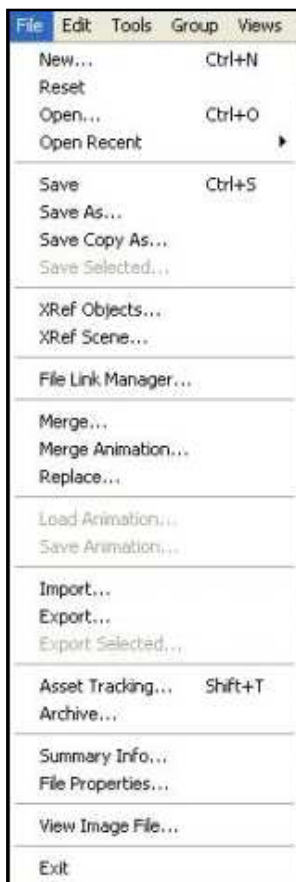 File Edit Tools Group Views
New... Ctrl+N
Reset
Open... Ctrl+O
Open Recent
Save Ctrl+S
Save As...
Save Copy As...
Save Selected...
XRef Objects...
XRef Scene...
File Link Manager...
Merge...
Merge Animation...
Replace...
Load Animation...
Save Animation...
Import...
Export...
Export Selected...
Asset Tracking... Shift+T
Archive...
Summary Info...
File Properties...
View Image File...
Exit